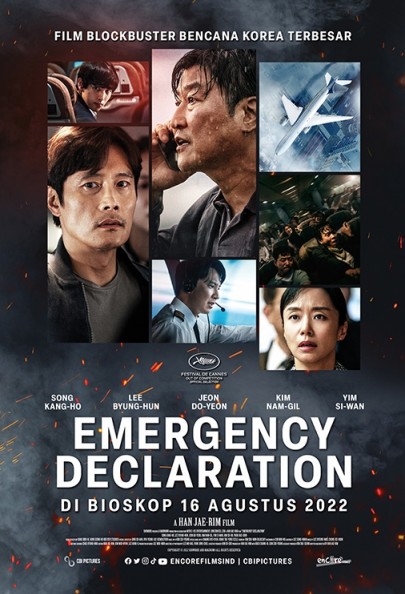 FILM BLOCKBUSTER BENCANA KOREA TERBESAR
FESTIVAL DE CANNES
OUT OF COMPETITION
OFFICIAL SELECTION
SONG KANG-HO
LEE BYUNG-HUN
JEON DO-YEON
KIM NAM-GIL
YIM SI-WAN
EMERGENCY
DECLARATION
DI BIOSKOP 16 AGUSTUS 2022
A HAN JAE-RIM FILM
CBI PICTURES
ENCOREFILMSIND | CBIPICTURES
encore